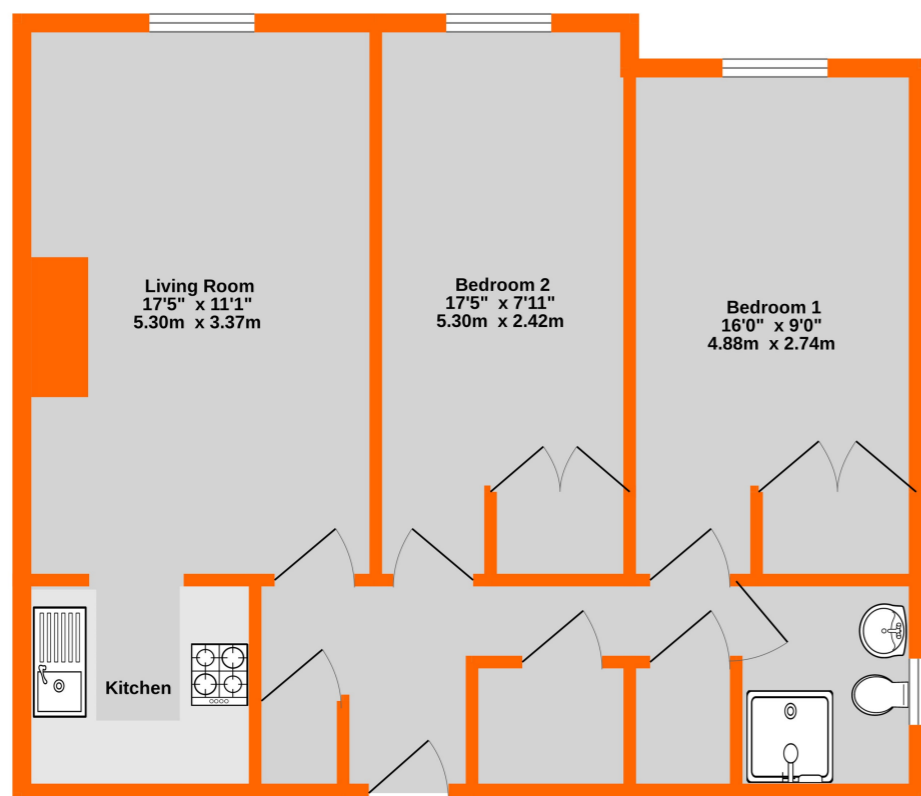 Living Room
17'5" x 11'1"
5.30m x 3.37m
Bedroom 2
17'5" x 7'11"
5.30m x 2.42m
Bedroom 1
16'0" x 9'0"
4.88m x 2.74m
Kitchen